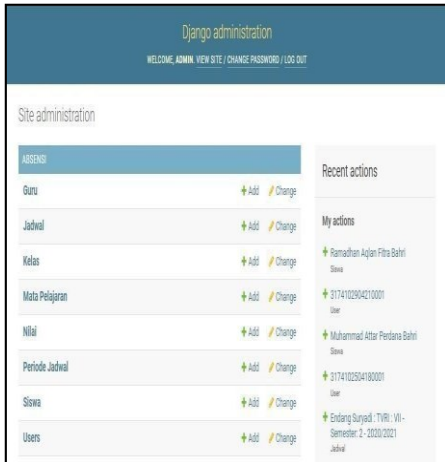 Django administration
WELCOME, ADMIN. VIEW SITE / CHANGE PASSWORD / LOG OUT
Site administration
ABSENSI
Guru + Add Change
Jadwal + Add Change
Kelas + Add Change
Mata Pelajaran + Add Change
Nilai + Add Change
Periode Jadwal + Add Change
Siswa + Add Change
Users + Add Change
Recent actions
My actions
+ Ramadhan Aqlan Fitra Bahri
Siswa
+ 3174102904210001
User
+ Muhammad Attar Perdana Bahri
Siswa
+ 3174102504180001
User
+ Endang Suryadi : TVRI : VII -
Semester: 2 - 2020/2021
Jadwal